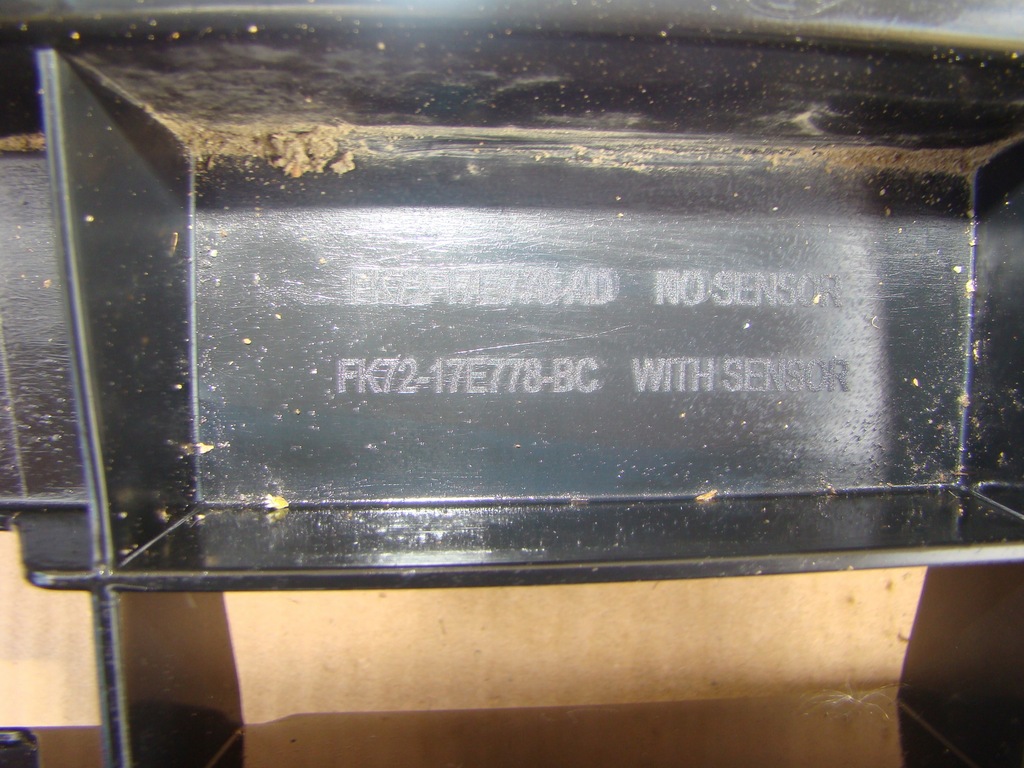 NO SENSOR
FK72-17E778-BC WITH SENSOR